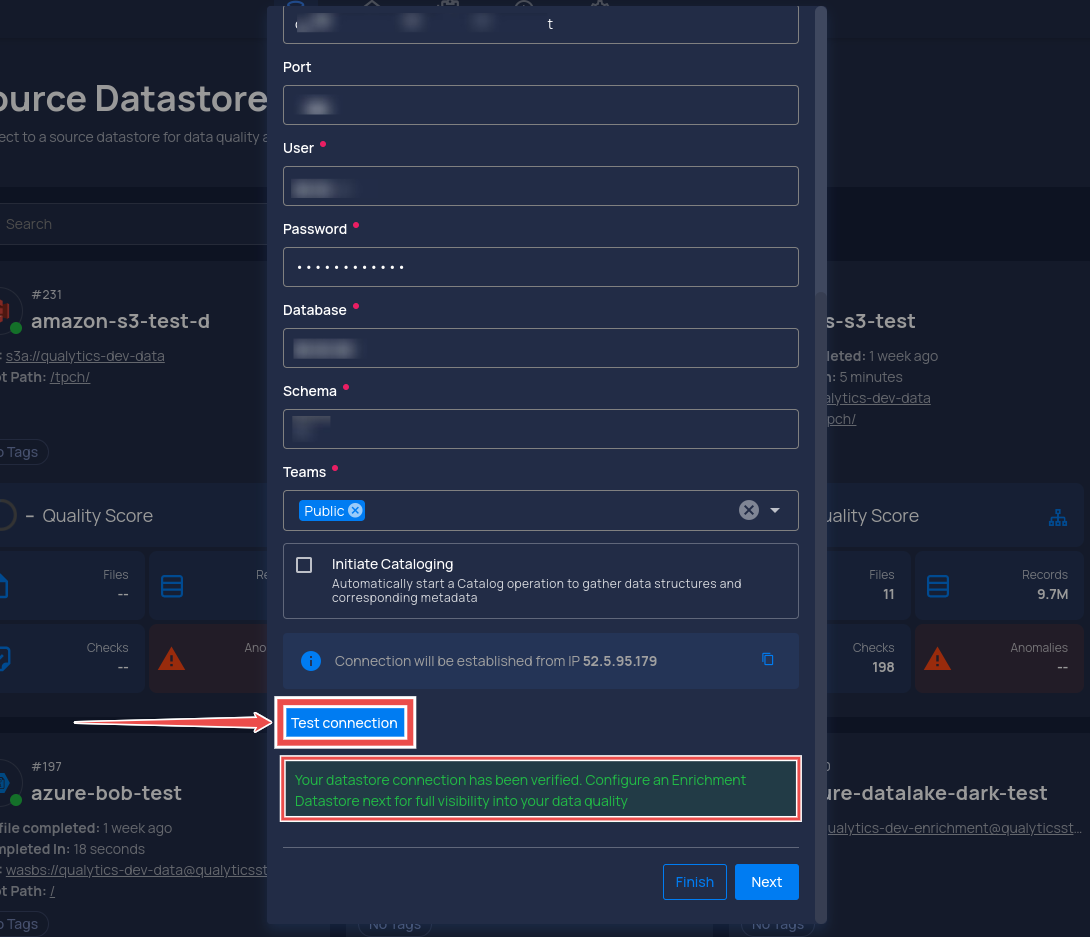 t
Port
User
Password
Database
Schema
Teams
Public
Initiate Cataloging
Automatically start a Catalog operation to gather data structures and
corresponding metadata
Connection will be established from IP 52.5.95.179
Test connection
Your datastore connection has been verified. Configure an Enrichment
Datastore next for full visibility into your data quality
Finish
Next
ource Datastore
ect to a source datastore for data quality a
Search
#231
amazon-s3-test-d
: s3a://qualytics-dev-data
t Path: /tpch/
o Tags
– Quality Score
Files
--
Re
Checks
--
Ano
#197
azure-bob-test
file completed: 1 week ago
mpleted In: 18 seconds
: wasbs://qualytics-dev-data@qualyticsst
t Path: /
o Tags
No Tags
s-s3-test
leted: 1 week ago
n: 5 minutes
alytics-dev-data
pch/
uality Score
Files
11
Records
9.7M
Checks
198
Anomalies
--
0
ure-datalake-dark-test
ualytics-dev-enrichment@qualyticsst...
No Tags